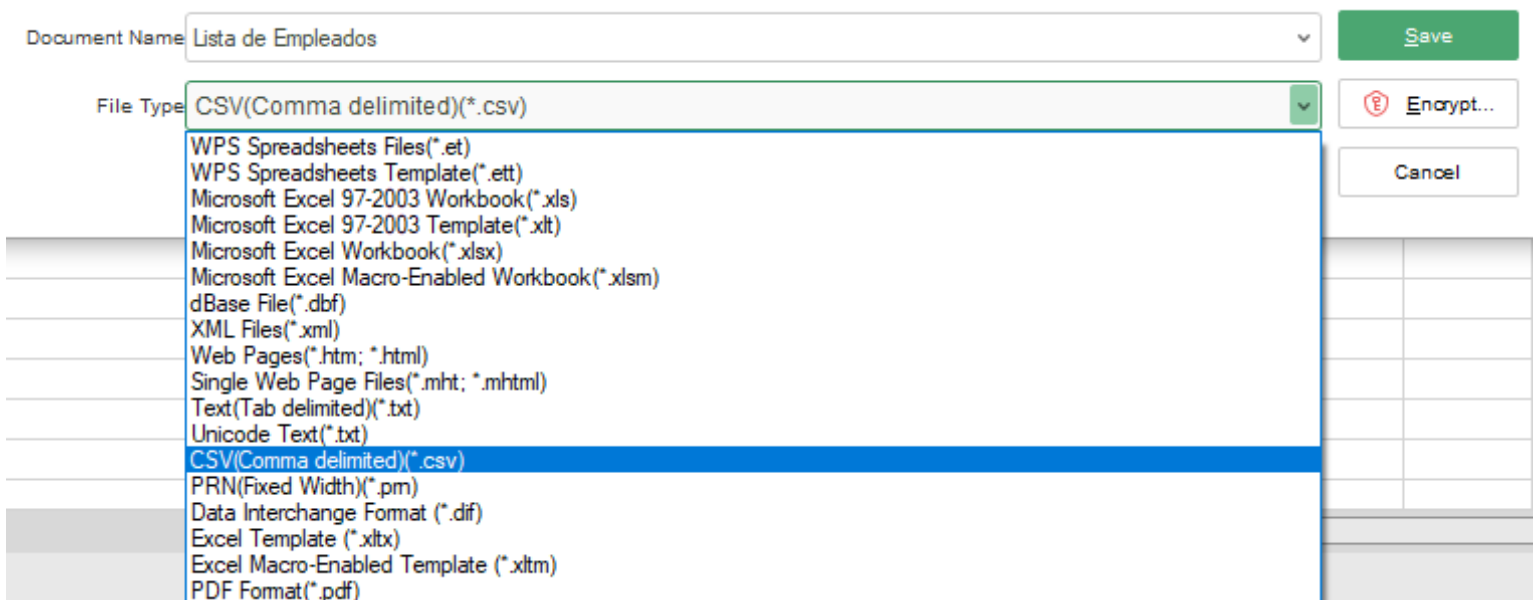 Document Name Lista de Empleados Save
File Type CSV(Comma delimited)(*.csv) Encrypt...
Cancel
WPS Spreadsheets Files(*.et)
WPS Spreadsheets Template(*.ett)
Microsoft Excel 97-2003 Workbook(*.xls)
Microsoft Excel 97-2003 Template(*.xlt)
Microsoft Excel Workbook(*.xlsx)
Microsoft Excel Macro-Enabled Workbook(*.xlsm)
dBase File(*.dbf)
XML Files(*.xml)
Web Pages(*.htm; *.html)
Single Web Page Files(*.mht; *.mhtml)
Text(Tab delimited)(*.txt)
Unicode Text(*.txt)
CSV(Comma delimited)(*.csv)
PRN(Fixed Width)(*.prn)
Data Interchange Format (*.dif)
Excel Template (*.xltx)
Excel Macro-Enabled Template (*.xltm)
PDF Format(*.pdf)